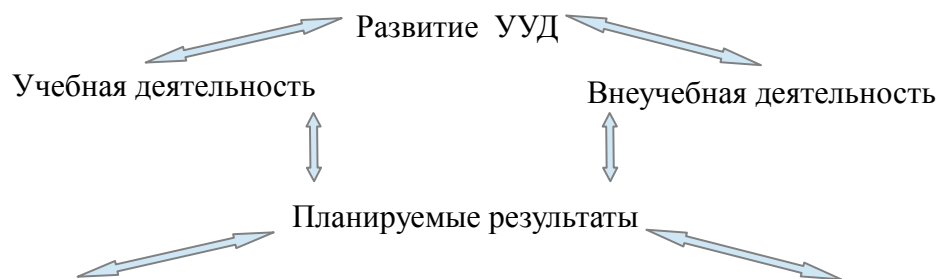 Развитие УУД
Учебная деятельность
Внеучебная деятельность
Планируемые результаты